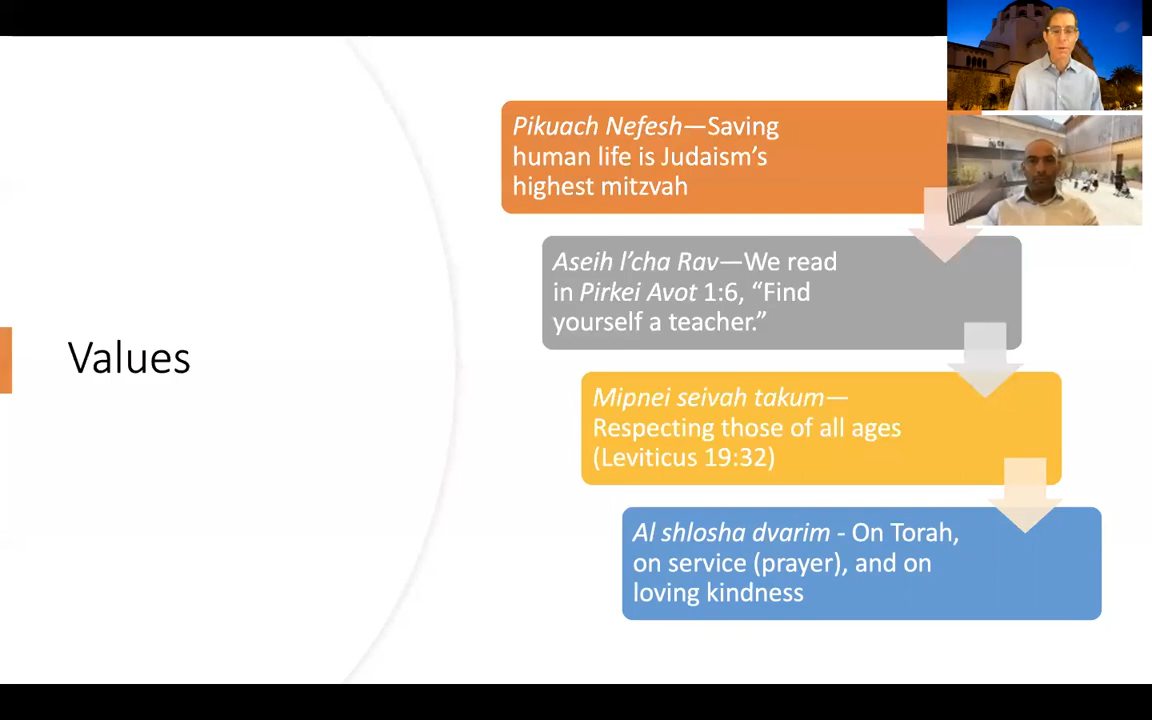 Values
Pikuach Nefesh—Saving
human life is Judaism's
highest mitzvah
Aseih l'cha Rav—We read
in Pirkei Avot 1:6, “Find
yourself a teacher.”
Mipnei seivah takum—
Respecting those of all ages
(Leviticus 19:32)
Al shlosha dvarim - On Torah,
on service (prayer), and on
loving kindness